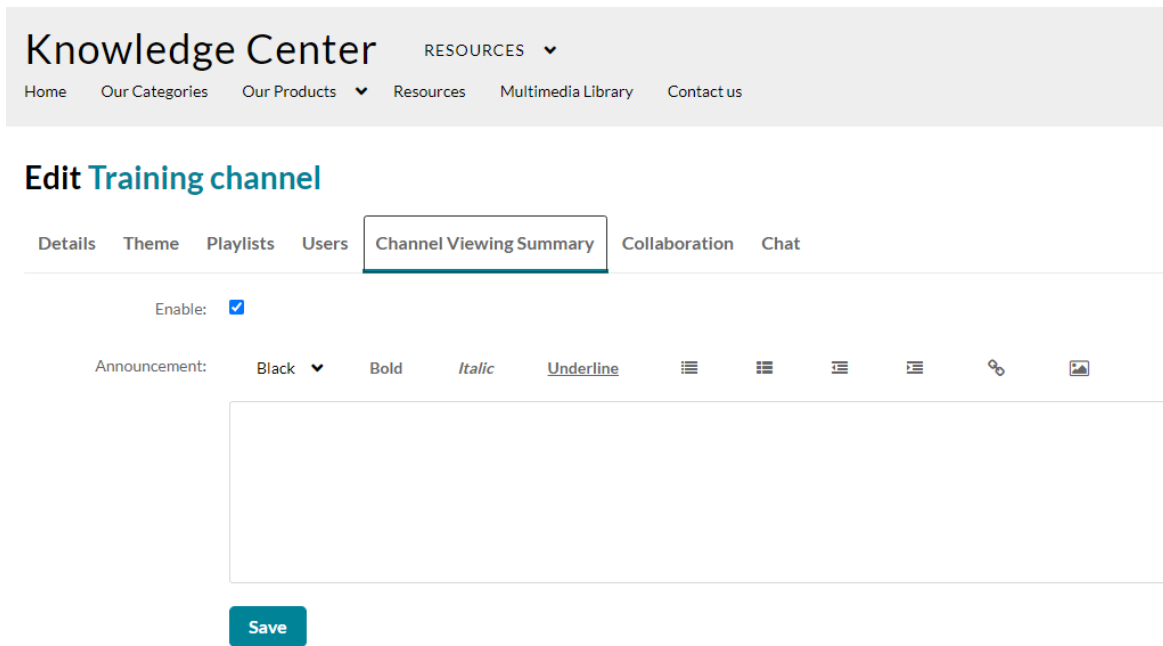 Knowledge Center RESOURCES
Home Our Categories Our Products Resources Multimedia Library Contact us
Edit Training channel
Details Theme Playlists Users Channel Viewing Summary Collaboration Chat
Enable:
Announcement: Black Bold Italic Underline
Save